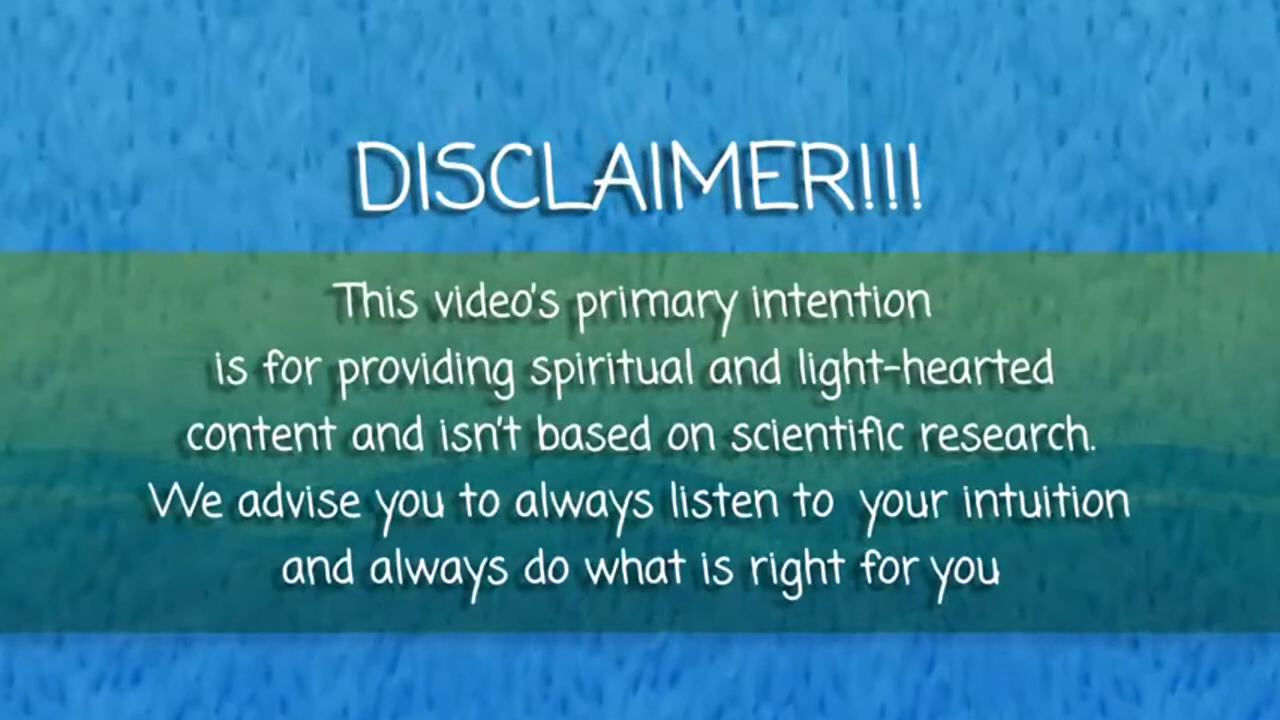 DISCLAIMER!!!
This video's primary intention
is for providing spiritual and light-hearted
content and isn't based on scientific research.
We advise you to always listen to your intuition
and always do what is right for you